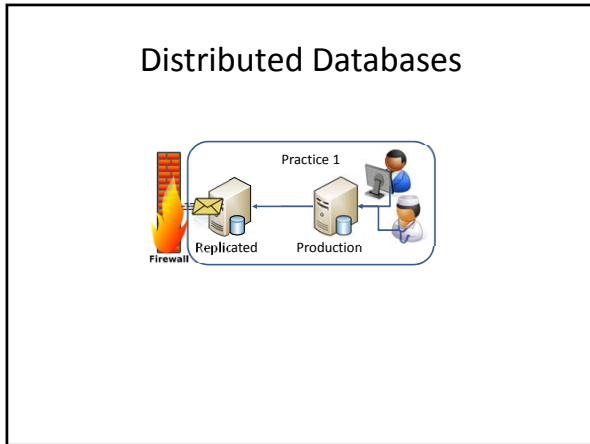 Distributed Databases
Practice 1
Replicated
Production
Firewall